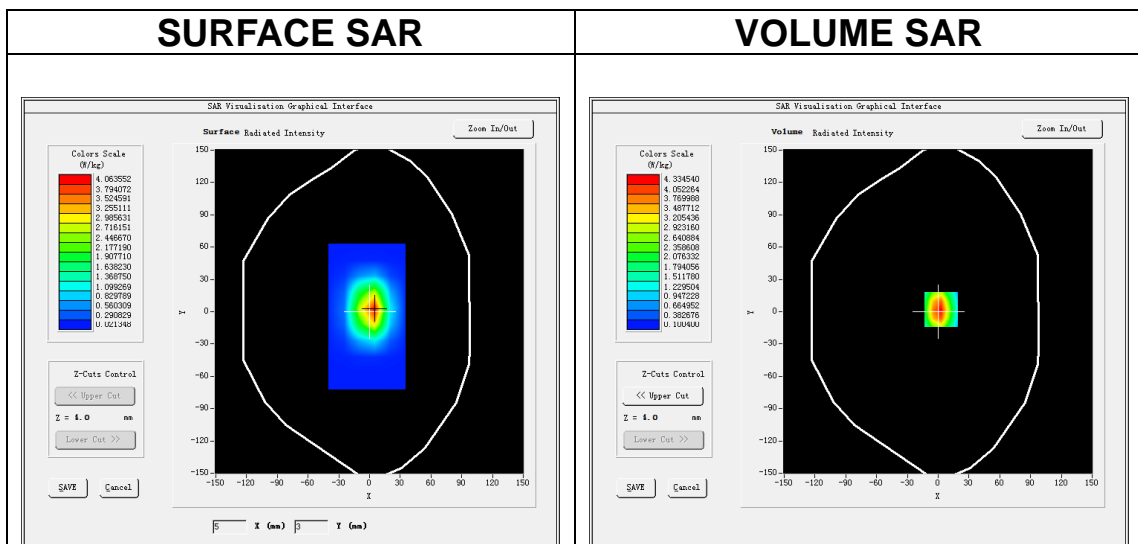 SURFACE SAR
SAR Visualisation Graphical Interface
Surface Radiated Intensity
Zoom In/Out
Colors Scale
(W/kg)
4.063552
3.794072
3.524591
3.255111
2.985631
2.716151
2.446670
2.177190
1.907710
1.638230
1.368750
1.099269
0.829789
0.560309
0.290829
0.021348
Z-Cuts Control
<< Upper Cut
Lower Cut >>
SAVE
Cancel
150
120
90
60
30
0
-30
-60
-90
-120
-150
Y
-150 -120 -90 -60 -30 0 30 60 90 120 150
X
5 X (mm) 3 Y (mm)
VOLUME SAR
SAR Visualisation Graphical Interface
Volume Radiated Intensity
Zoom In/Out
Colors Scale
(W/kg)
4.334540
4.052264
3.769988
3.487712
3.205436
2.923160
2.640884
2.358608
2.076332
1.794056
1.511780
1.229504
0.947228
0.664952
0.382676
0.100400
Z-Cuts Control
<< Upper Cut
Lower Cut >>
SAVE
Cancel
150
120
90
60
30
0
-30
-60
-90
-120
-150
Y
-150 -120 -90 -60 -30 0 30 60 90 120 150
X